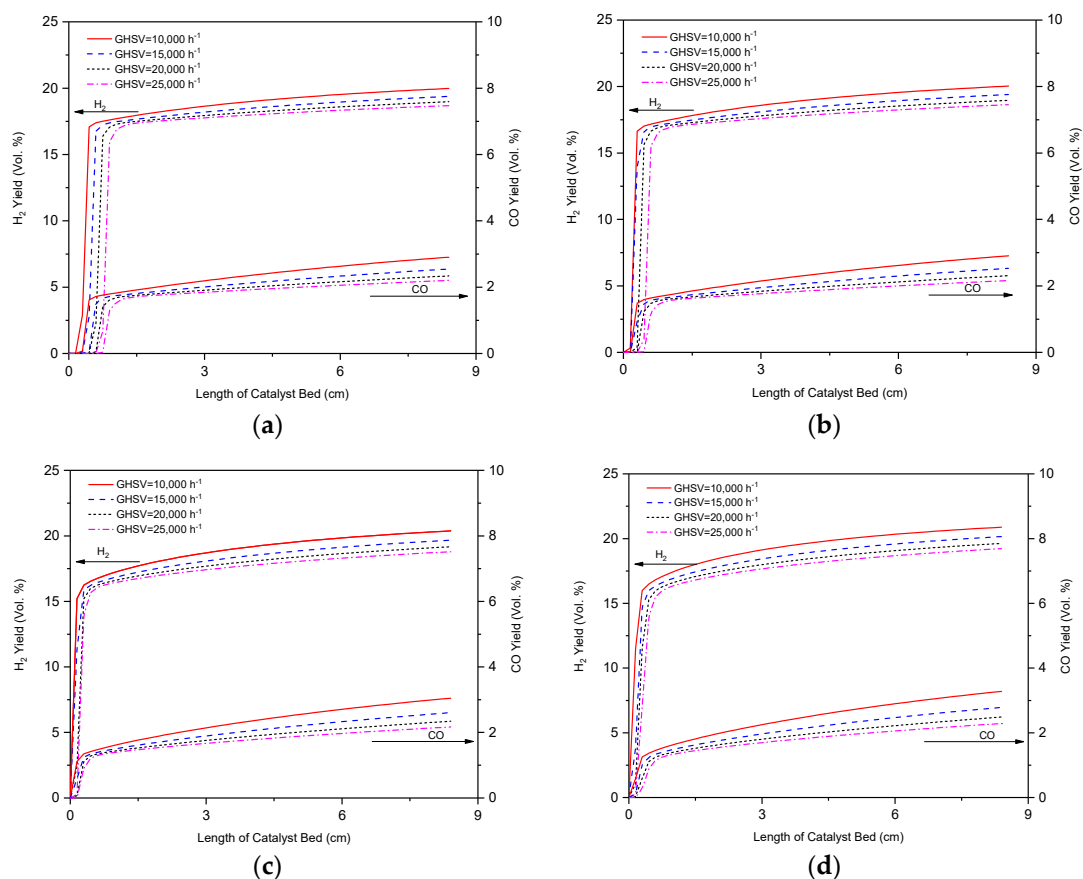 25
20
15
10
5
0
H2 Yield (Vol. %)
GHSV=10,000 h-1
GHSV=15,000 h-1
GHSV=20,000 h-1
GHSV=25,000 h-1
H2
CO
10
8
6
4
2
0
CO Yield (Vol. %)
0 3 6 9
Length of Catalyst Bed (cm)
(a)
25
20
15
10
5
0
H2 Yield (Vol. %)
GHSV=10,000 h-1
GHSV=15,000 h-1
GHSV=20,000 h-1
GHSV=25,000 h-1
H2
CO
10
8
6
4
2
0
CO Yield (Vol. %)
0 3 6 9
Length of Catalyst Bed (cm)
(b)
25
20
15
10
5
0
H2 Yield (Vol. %)
GHSV=10,000 h-1
GHSV=15,000 h-1
GHSV=20,000 h-1
GHSV=25,000 h-1
H2
CO
10
8
6
4
2
0
CO Yield (Vol. %)
0 3 6 9
Length of Catalyst Bed (cm)
(c)
25
20
15
10
5
0
H2 Yield (Vol. %)
GHSV=10,000 h-1
GHSV=15,000 h-1
GHSV=20,000 h-1
GHSV=25,000 h-1
H2
CO
10
8
6
4
2
0
CO Yield (Vol. %)
0 3 6 9
Length of Catalyst Bed (cm)
(d)